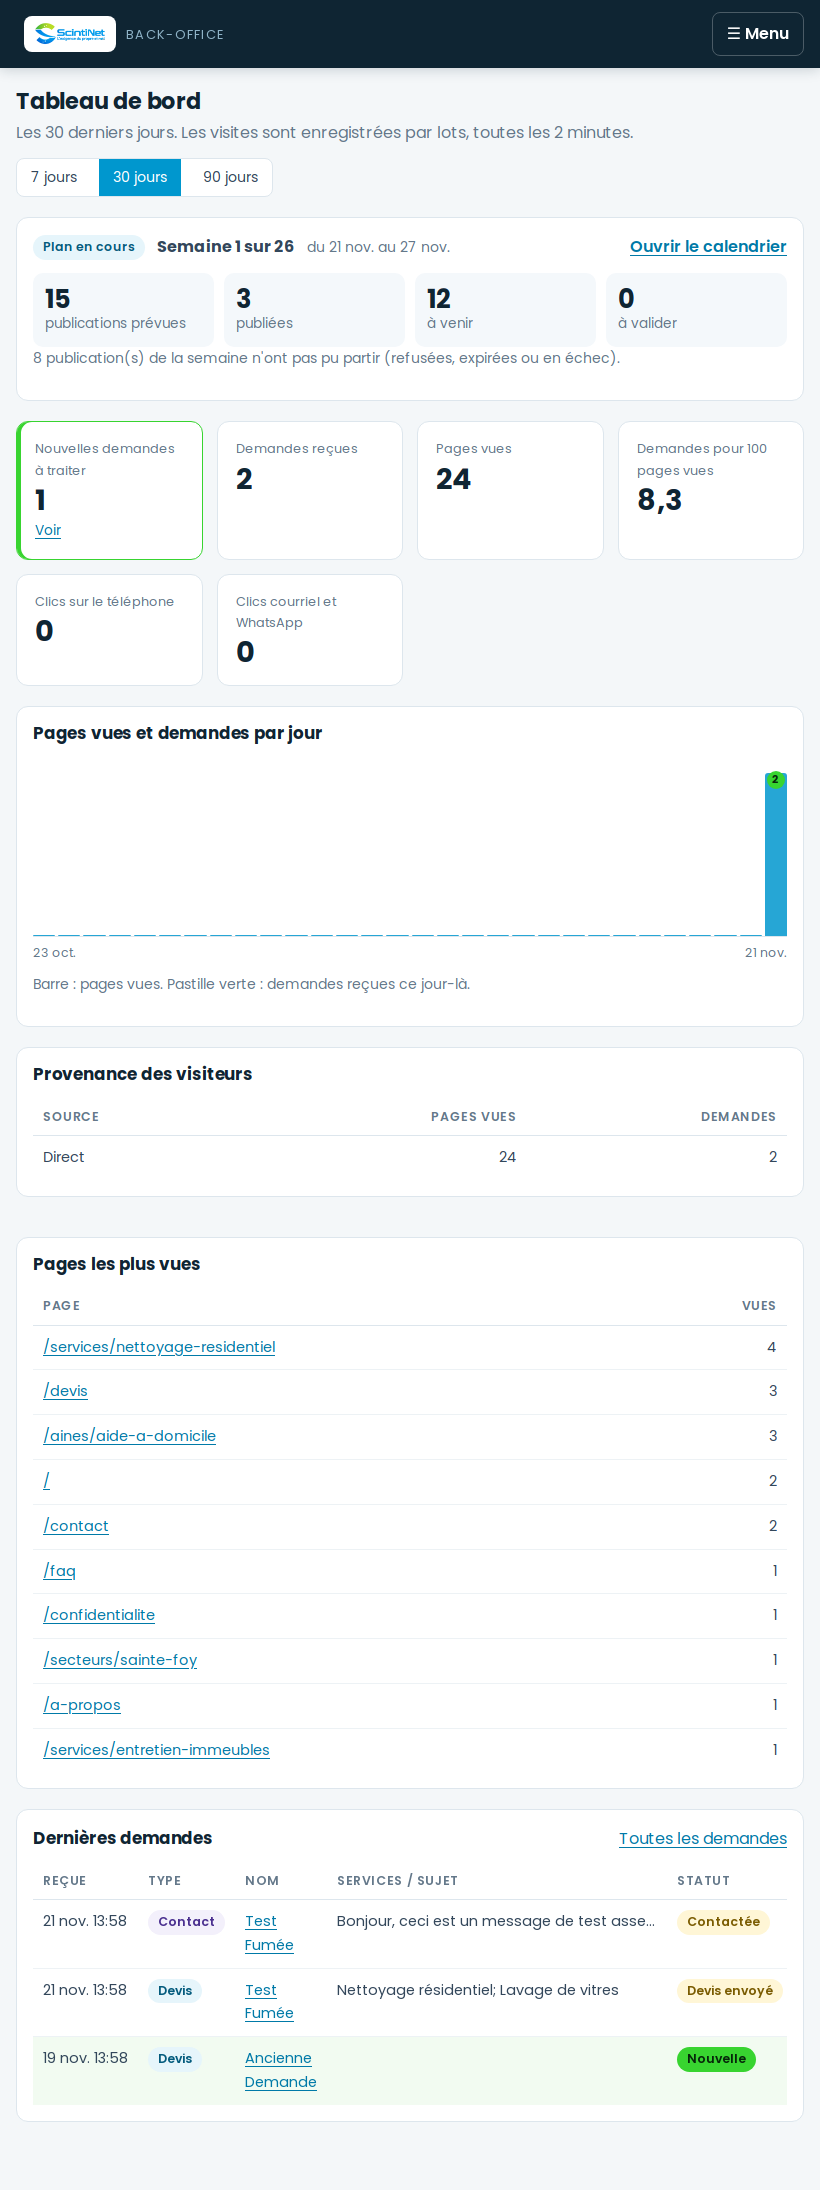 ScintiNet
BACK-OFFICE
☰ Menu
Tableau de bord
Les 30 derniers jours. Les visites sont enregistrées par lots, toutes les 2 minutes.
7 jours 30 jours 90 jours
Plan en cours Semaine 1 sur 26 du 21 nov. au 27 nov. Ouvrir le calendrier
15 3 12 0
publications prévues publiées à venir à valider
8 publication(s) de la semaine n'ont pas pu partir (refusées, expirées ou en échec).
Nouvelles demandes
à traiter
1
Voir
Demandes reçues
2
Pages vues
24
Demandes pour 100
pages vues
8,3
Clics sur le téléphone
0
Clics courriel et
WhatsApp
0
Pages vues et demandes par jour
2
23 oct. 21 nov.
Barre : pages vues. Pastille verte : demandes reçues ce jour-là.
Provenance des visiteurs
SOURCE PAGES VUES DEMANDES
Direct 24 2
Pages les plus vues
PAGE VUES
/services/nettoyage-residentiel 4
/devis 3
/aines/aide-a-domicile 3
/ 2
/contact 2
/faq 1
/confidentialite 1
/secteurs/sainte-foy 1
/a-propos 1
/services/entretien-immeubles 1
Dernières demandes Toutes les demandes
REÇUE TYPE NOM SERVICES / SUJET STATUT
21 nov. 13:58 Contact Test Bonjour, ceci est un message de test asse... Contactée
Fumée
21 nov. 13:58 Devis Test Nettoyage résidentiel; Lavage de vitres Devis envoyé
Fumée
19 nov. 13:58 Devis Ancienne Nouvelle
Demande